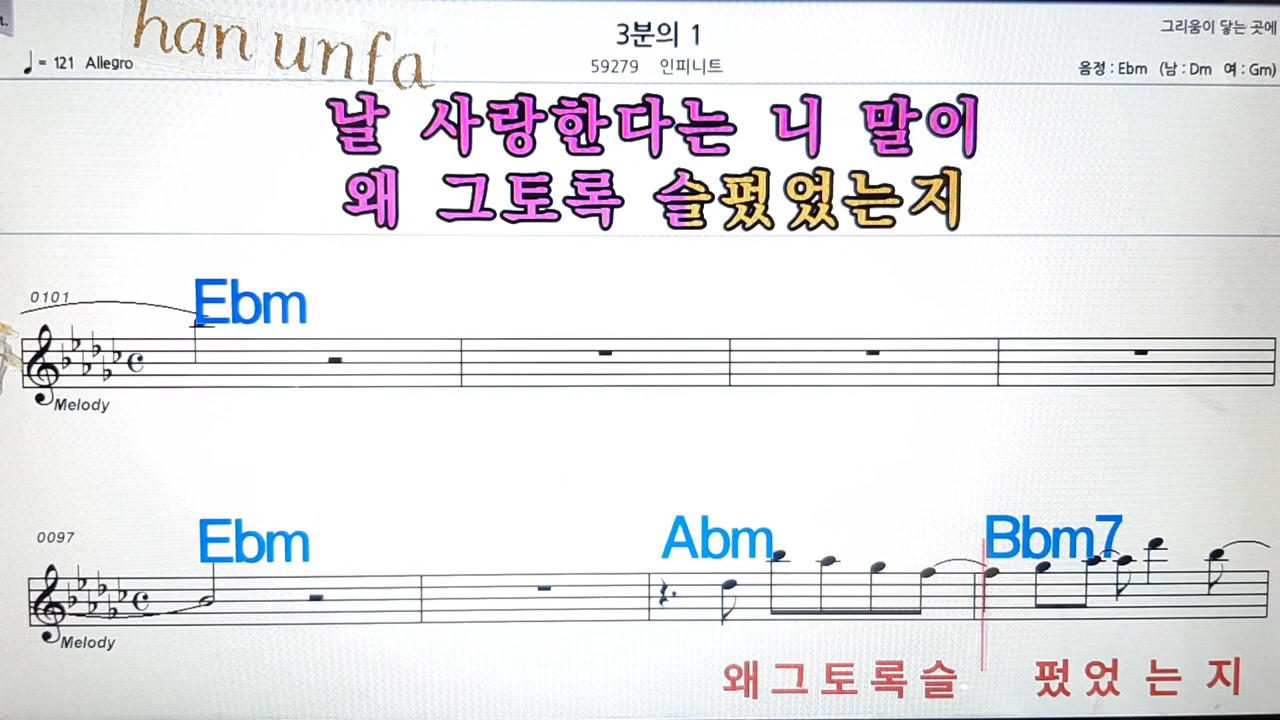 t.
han unfa
3분의 1
그리움이 닿는 곳에
♩= 121 Allegro
59279 인피니트
음정 : Ebm (남 : Dm 여 : Gm)
날 사랑한다는 니 말이
왜 그토록 슬펐었는지
0101
Ebm
Melody
0097
Ebm Abm Bbm7
Melody
왜그토록슬 펐었는지